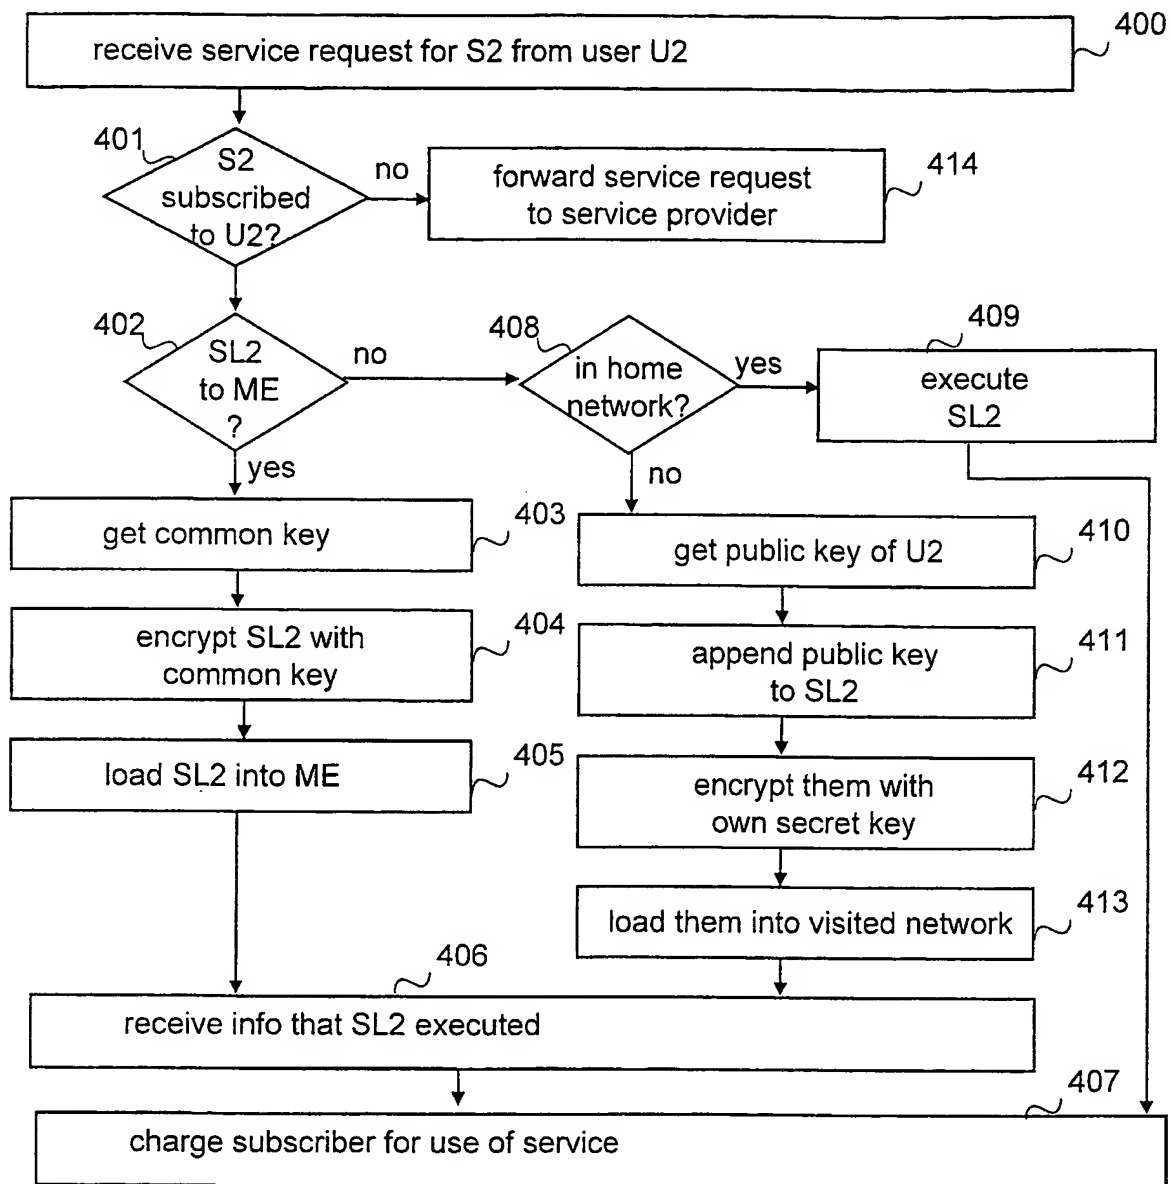 receive service request for S2 from user U2
400
401
S2
subscribed
to U2?
no
forward service request
to service provider
414
402
SL2
to ME
?
no
yes
408
in home
network?
yes
no
409
execute
SL2
get common key
403
get public key of U2
410
encrypt SL2 with
common key
404
append public key
to SL2
411
load SL2 into ME
405
encrypt them with
own secret key
412
load them into visited network
413
406
receive info that SL2 executed
407
charge subscriber for use of service